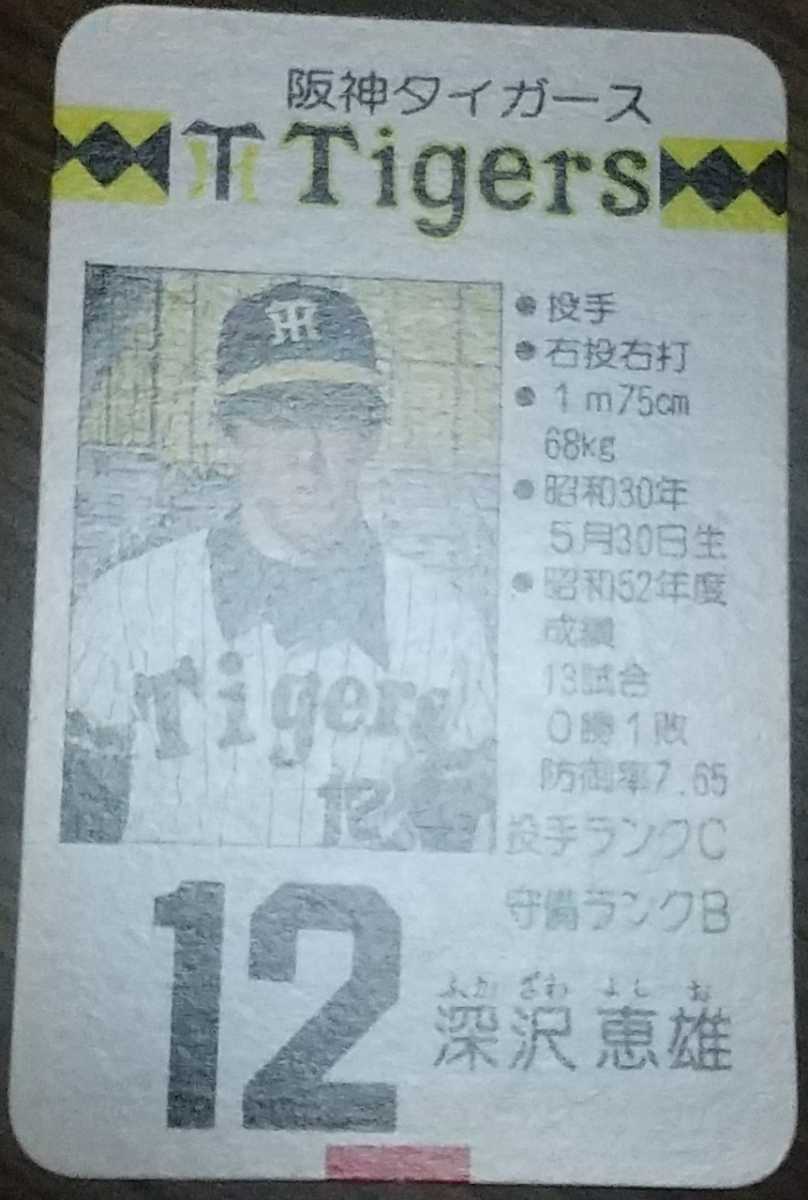 阪神タイガース
Tigers
●投手
●右投右打
●1m75cm
68kg
●昭和30年
5月30日生
●昭和52年度
成績
13試合
0勝1敗
防御率7.65
投手ランクC
守備ランクB
HT
Tigers
12
12
ふか ざわ よし お
深沢恵雄